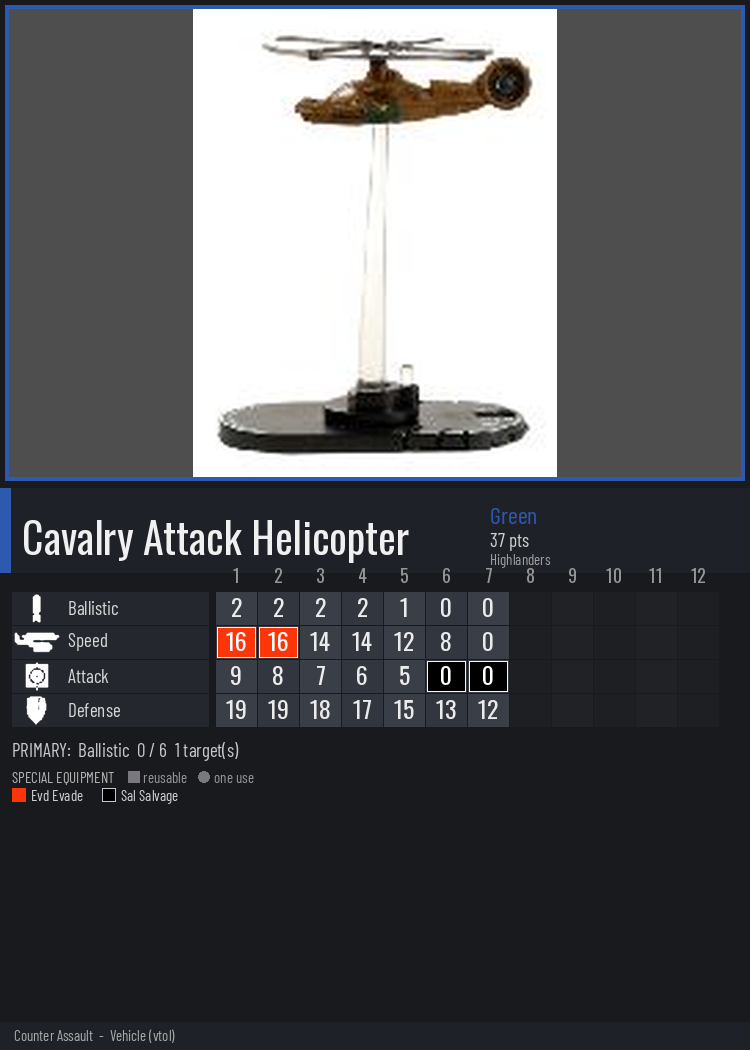 Cavalry Attack Helicopter
Green
37 pts
Highlanders
1 2 3 4 5 6 7 8 9 10 11 12
Ballistic 2 2 2 2 1 0 0
Speed 16 16 14 14 12 8 0
Attack 9 8 7 6 5 0 0
Defense 19 19 18 17 15 13 12
PRIMARY: Ballistic 0 / 6 1 target(s)
SPECIAL EQUIPMENT reusable one use
Evd Evade Sal Salvage
Counter Assault - Vehicle (vtol)